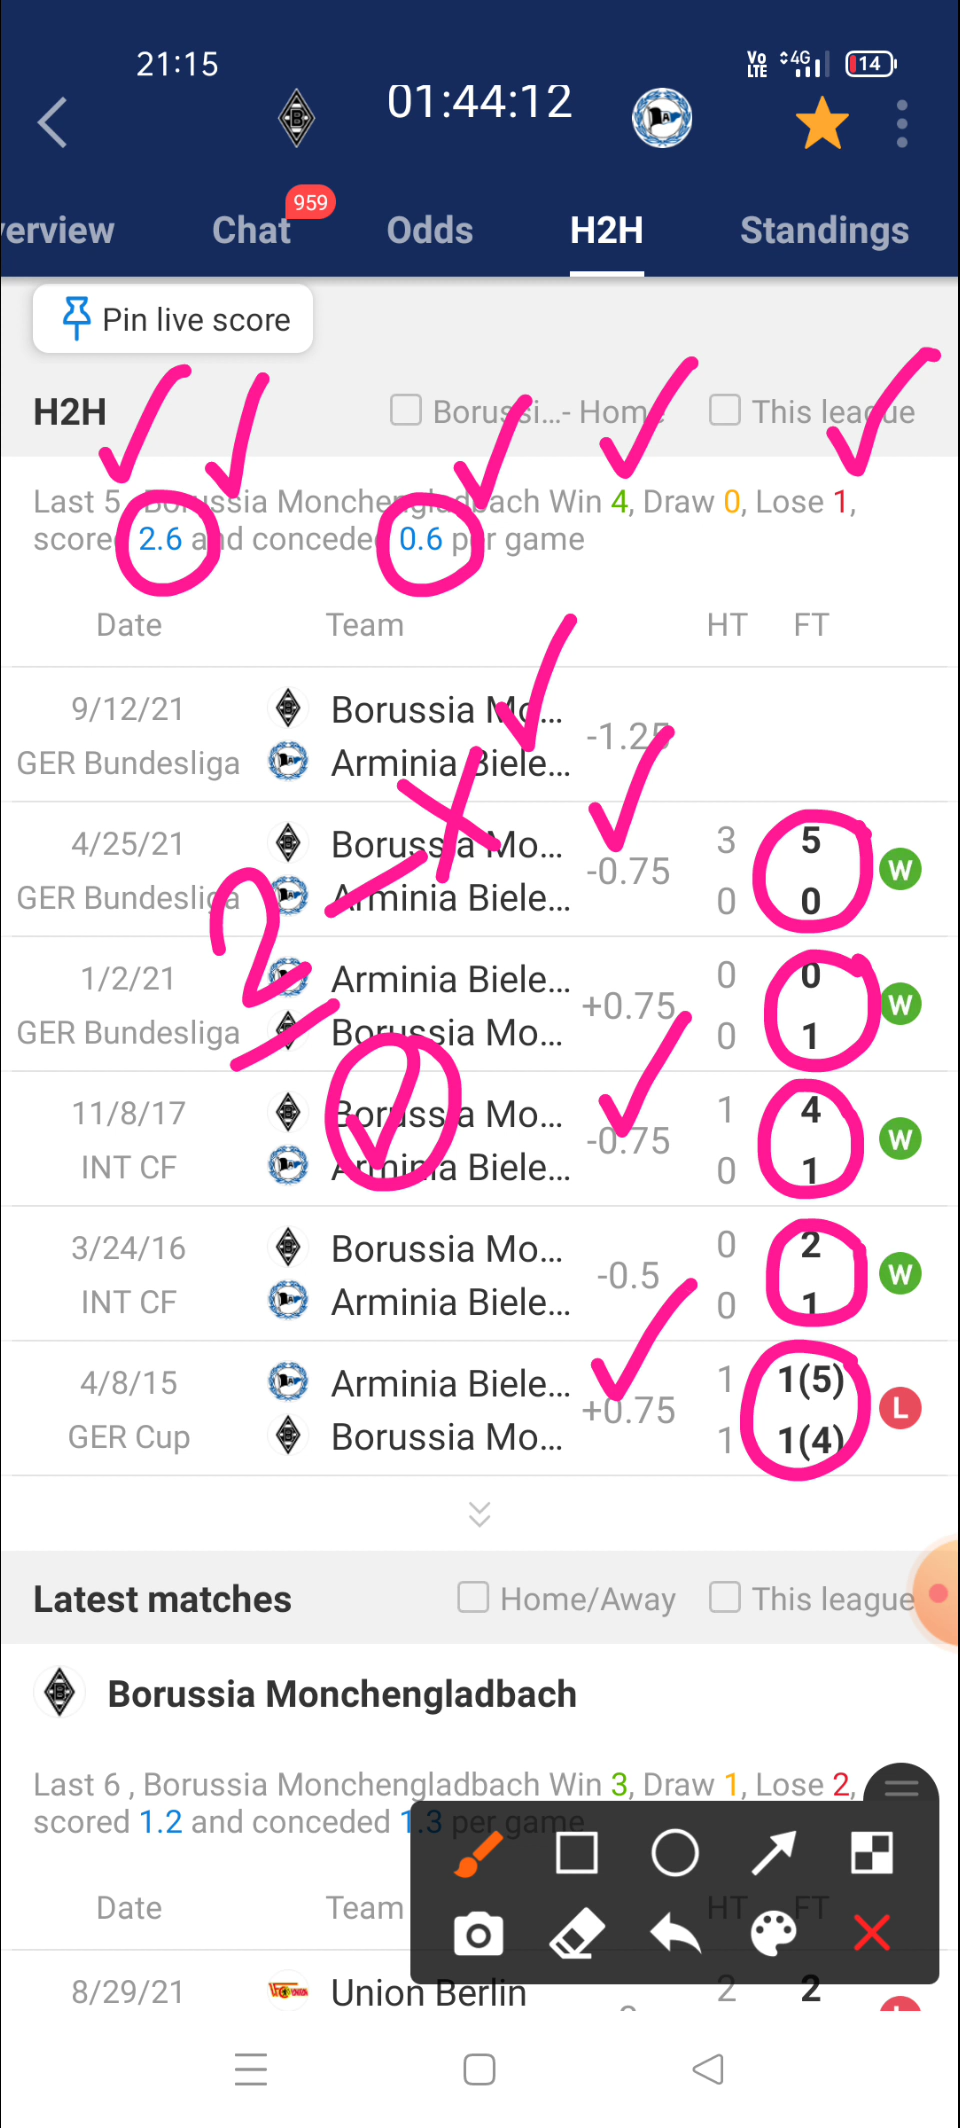 21:15
Vo LTE 4G 14
01:44:12
verview Chat 959 Odds H2H Standings
Pin live score
H2H Borussi...- Home This league
Last 5 , Borussia Monchengladbach Win 4, Draw 0, Lose 1,
scored 2.6 and conceded 0.6 per game
Date Team HT FT
9/12/21 Borussia Mo...
-1.25
GER Bundesliga Arminia Biele...
4/25/21 Borussia Mo... 3 5
-0.75 W
GER Bundesliga Arminia Biele... 0 0
1/2/21 Arminia Biele... 0 0
+0.75 W
GER Bundesliga Borussia Mo... 0 1
11/8/17 Borussia Mo... 1 4
-0.75 W
INT CF Arminia Biele... 0 1
3/24/16 Borussia Mo... 0 2
-0.5 W
INT CF Arminia Biele... 0 1
4/8/15 Arminia Biele... 1 1(5)
+0.75 L
GER Cup Borussia Mo... 1 1(4)
Latest matches Home/Away This league
Borussia Monchengladbach
Last 6 , Borussia Monchengladbach Win 3, Draw 1, Lose 2,
scored 1.2 and conceded 1.3 per game
Date Team HT FT
8/29/21 Union Berlin 2 2